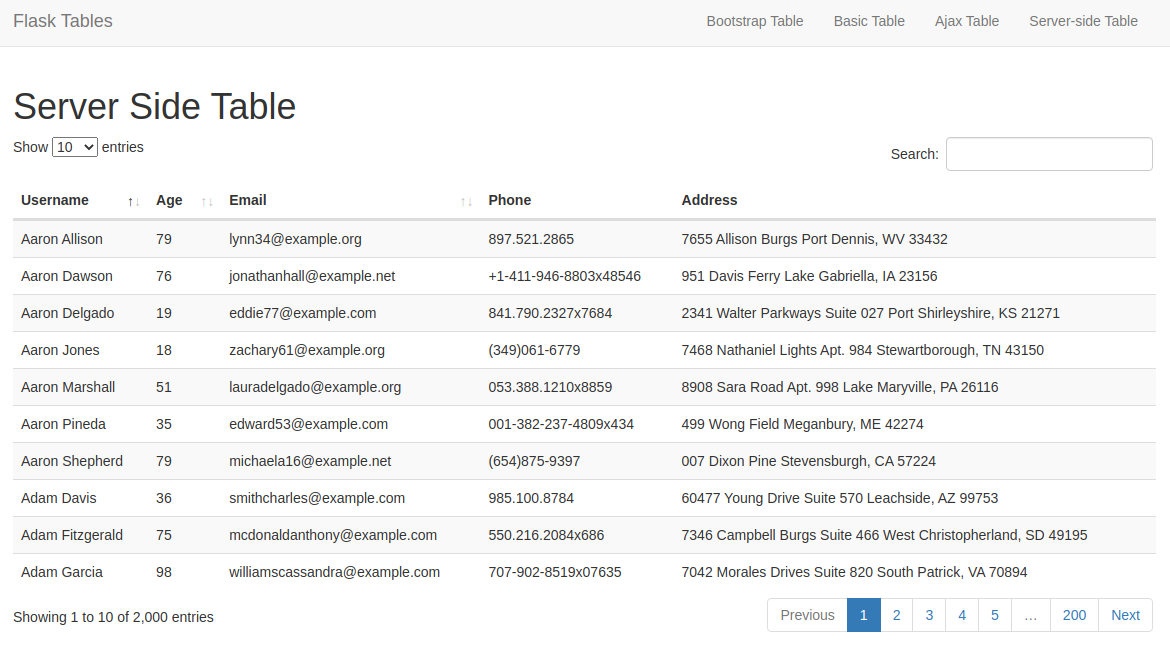 Flask Tables Bootstrap Table Basic Table Ajax Table Server-side Table
Server Side Table
Show 10 entries
Search:
Username ↑↓ Age ↑↓ Email ↑↓ Phone Address
Aaron Allison 79 lynn34@example.org 897.521.2865 7655 Allison Burgs Port Dennis, WV 33432
Aaron Dawson 76 jonathanhall@example.net +1-411-946-8803x48546 951 Davis Ferry Lake Gabriella, IA 23156
Aaron Delgado 19 eddie77@example.com 841.790.2327x7684 2341 Walter Parkways Suite 027 Port Shirleyshire, KS 21271
Aaron Jones 18 zachary61@example.org (349)061-6779 7468 Nathaniel Lights Apt. 984 Stewartborough, TN 43150
Aaron Marshall 51 lauradelgado@example.org 053.388.1210x8859 8908 Sara Road Apt. 998 Lake Maryville, PA 26116
Aaron Pineda 35 edward53@example.com 001-382-237-4809x434 499 Wong Field Meganbury, ME 42274
Aaron Shepherd 79 michaela16@example.net (654)875-9397 007 Dixon Pine Stevensburgh, CA 57224
Adam Davis 36 smithcharles@example.com 985.100.8784 60477 Young Drive Suite 570 Leachside, AZ 99753
Adam Fitzgerald 75 mcdonaldanthony@example.com 550.216.2084x686 7346 Campbell Burgs Suite 466 West Christopherland, SD 49195
Adam Garcia 98 williamscassandra@example.com 707-902-8519x07635 7042 Morales Drives Suite 820 South Patrick, VA 70894
Showing 1 to 10 of 2,000 entries
Previous 1 2 3 4 5 … 200 Next